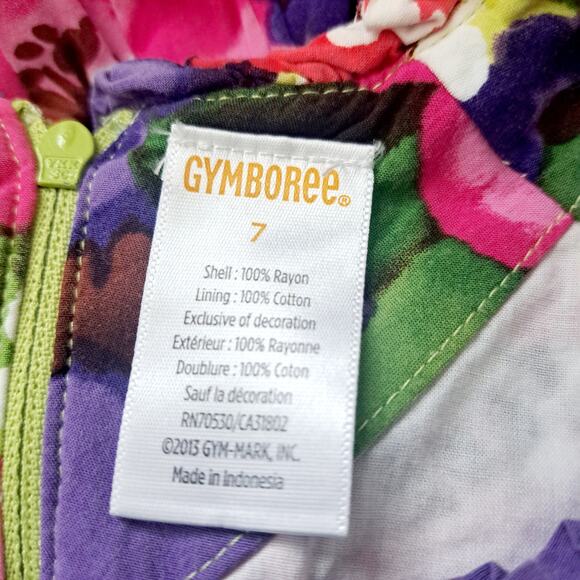 GYMBOREE®
7
Shell : 100% Rayon
Lining : 100% Cotton
Exclusive of decoration
Extérieur : 100% Rayonne
Doublure : 100% Coton
Sauf la décoration
RN70530/CA31802
©2013 GYM-MARK, INC.
Made in Indonesia